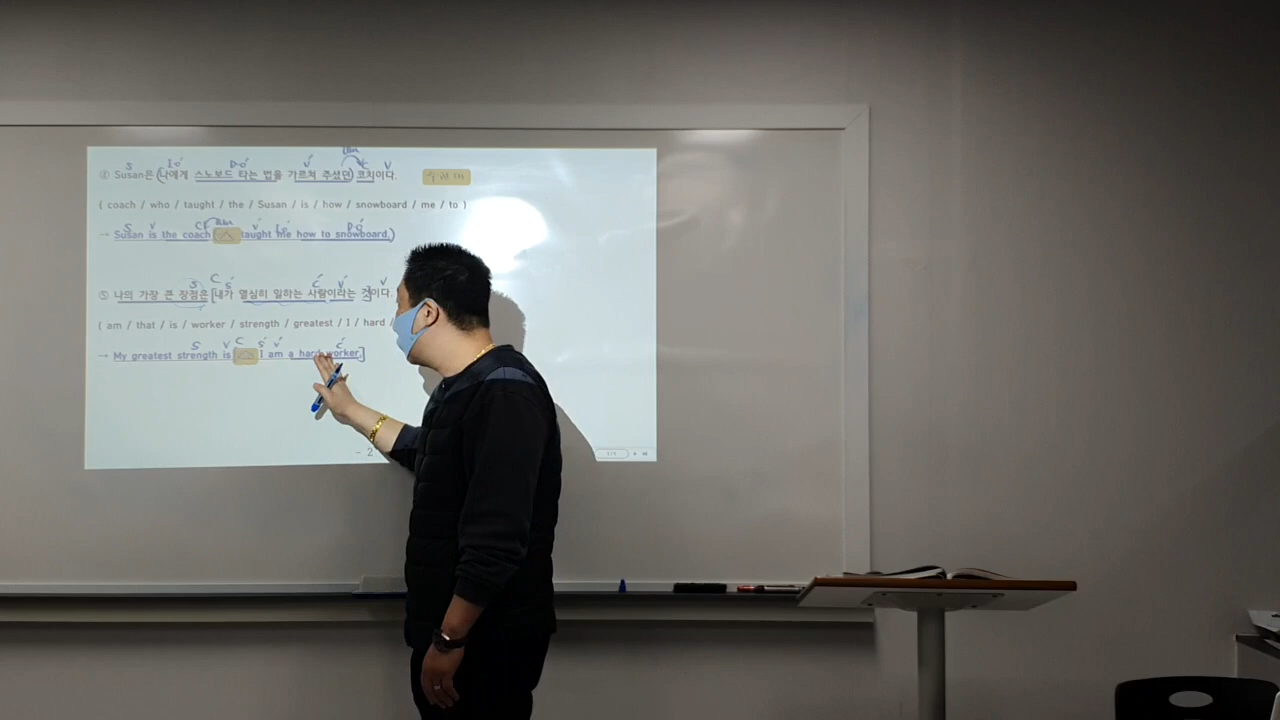 ④ Susan은 (나에게 스노보드 타는 법을 가르쳐 주셨던) 코치이다.
( coach / who / taught / the / Susan / is / how / snowboard / me / to )
→ Susan is the coach taught me how to snowboard.)
⑤ 나의 가장 큰 장점은 [내가 열심히 일하는 사람이라는 것]이다.
( am / that / is / worker / strength / greatest / I / hard /
→ My greatest strength is I am a hard worker.]
- 2